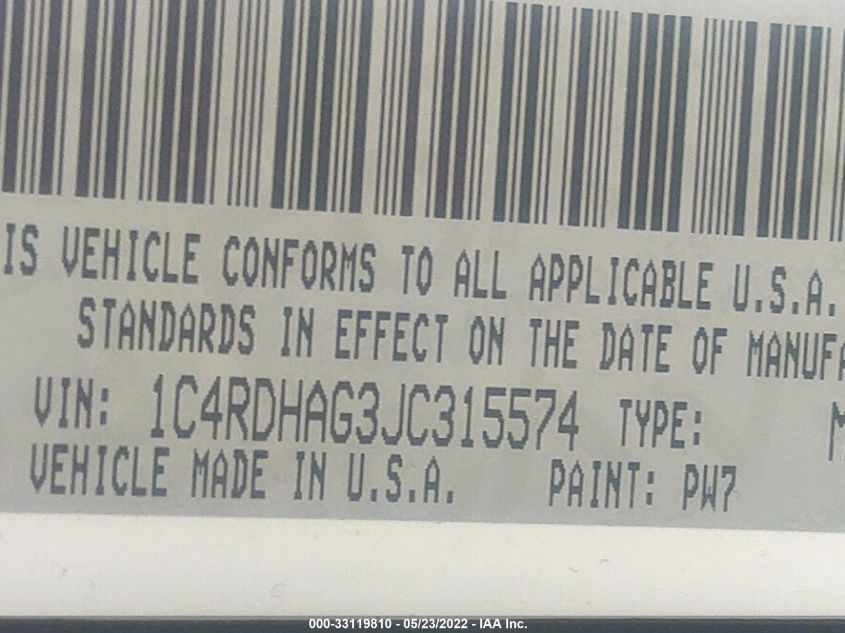 IS VEHICLE CONFORMS TO ALL APPLICABLE U.S.A.
STANDARDS IN EFFECT ON THE DATE OF MANUFA
VIN: 1C4RDHAG3JC315574 TYPE: M
VEHICLE MADE IN U.S.A. PAINT: PW7
000-33119810 - 05/23/2022 - IAA Inc.